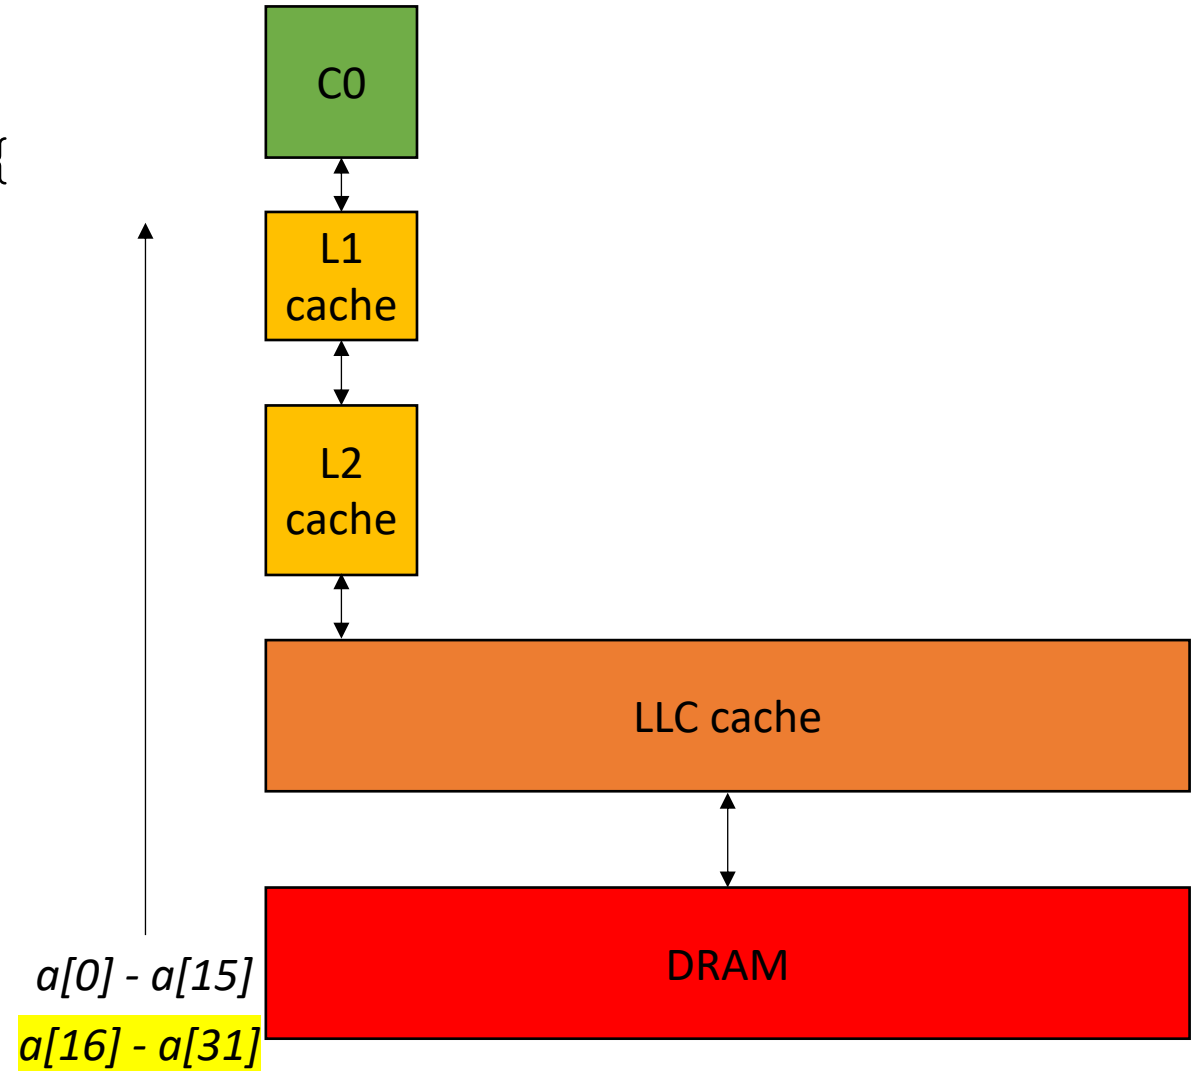 C0
{
L1
cache
L2
cache
LLC cache
DRAM
a[0] - a[15]
a[16] - a[31]